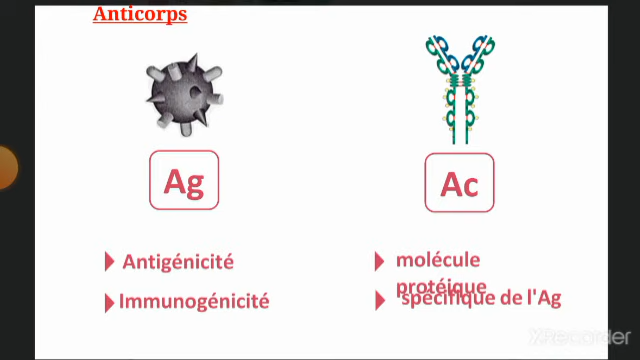 Anticorps
Ag
Ac
Antigénicité
Immunogénicité
molécule
protéique
spécifique de l'Ag
XRecorder